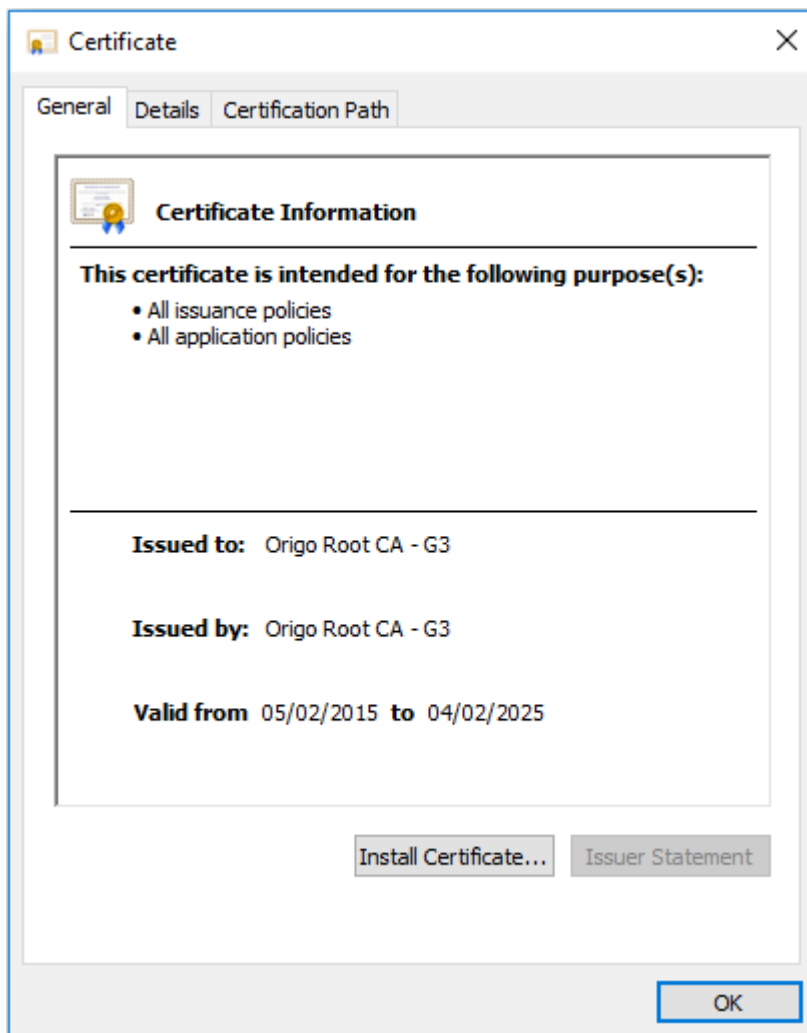 Certificate
General Details Certification Path
Certificate Information
This certificate is intended for the following purpose(s):
• All issuance policies
• All application policies
Issued to: Origo Root CA - G3
Issued by: Origo Root CA - G3
Valid from 05/02/2015 to 04/02/2025
Install Certificate... Issuer Statement
OK